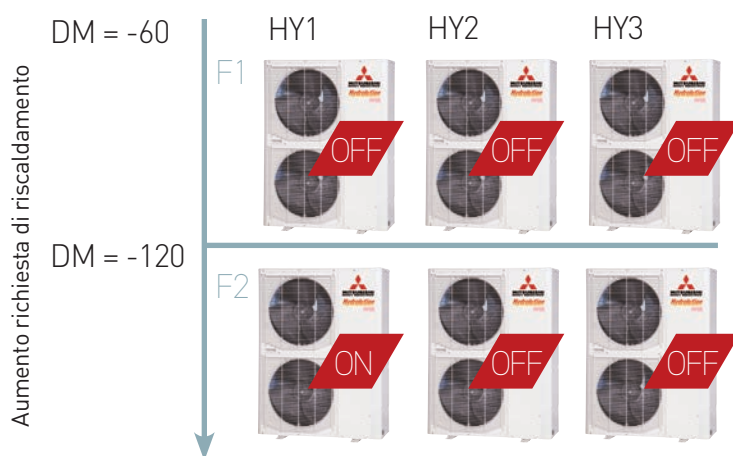 DM = -60
HY1
HY2
HY3
F1
OFF
OFF
OFF
Aumento richiesta di riscaldamento
DM = -120
F2
ON
OFF
OFF